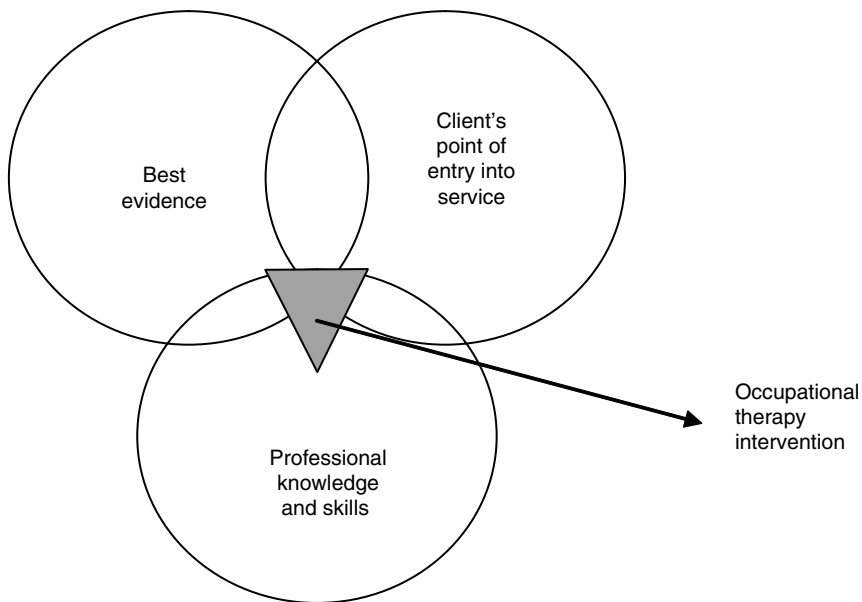 Best
evidence
Client's
point of
entry into
service
Professional
knowledge
and skills
Occupational
therapy
intervention